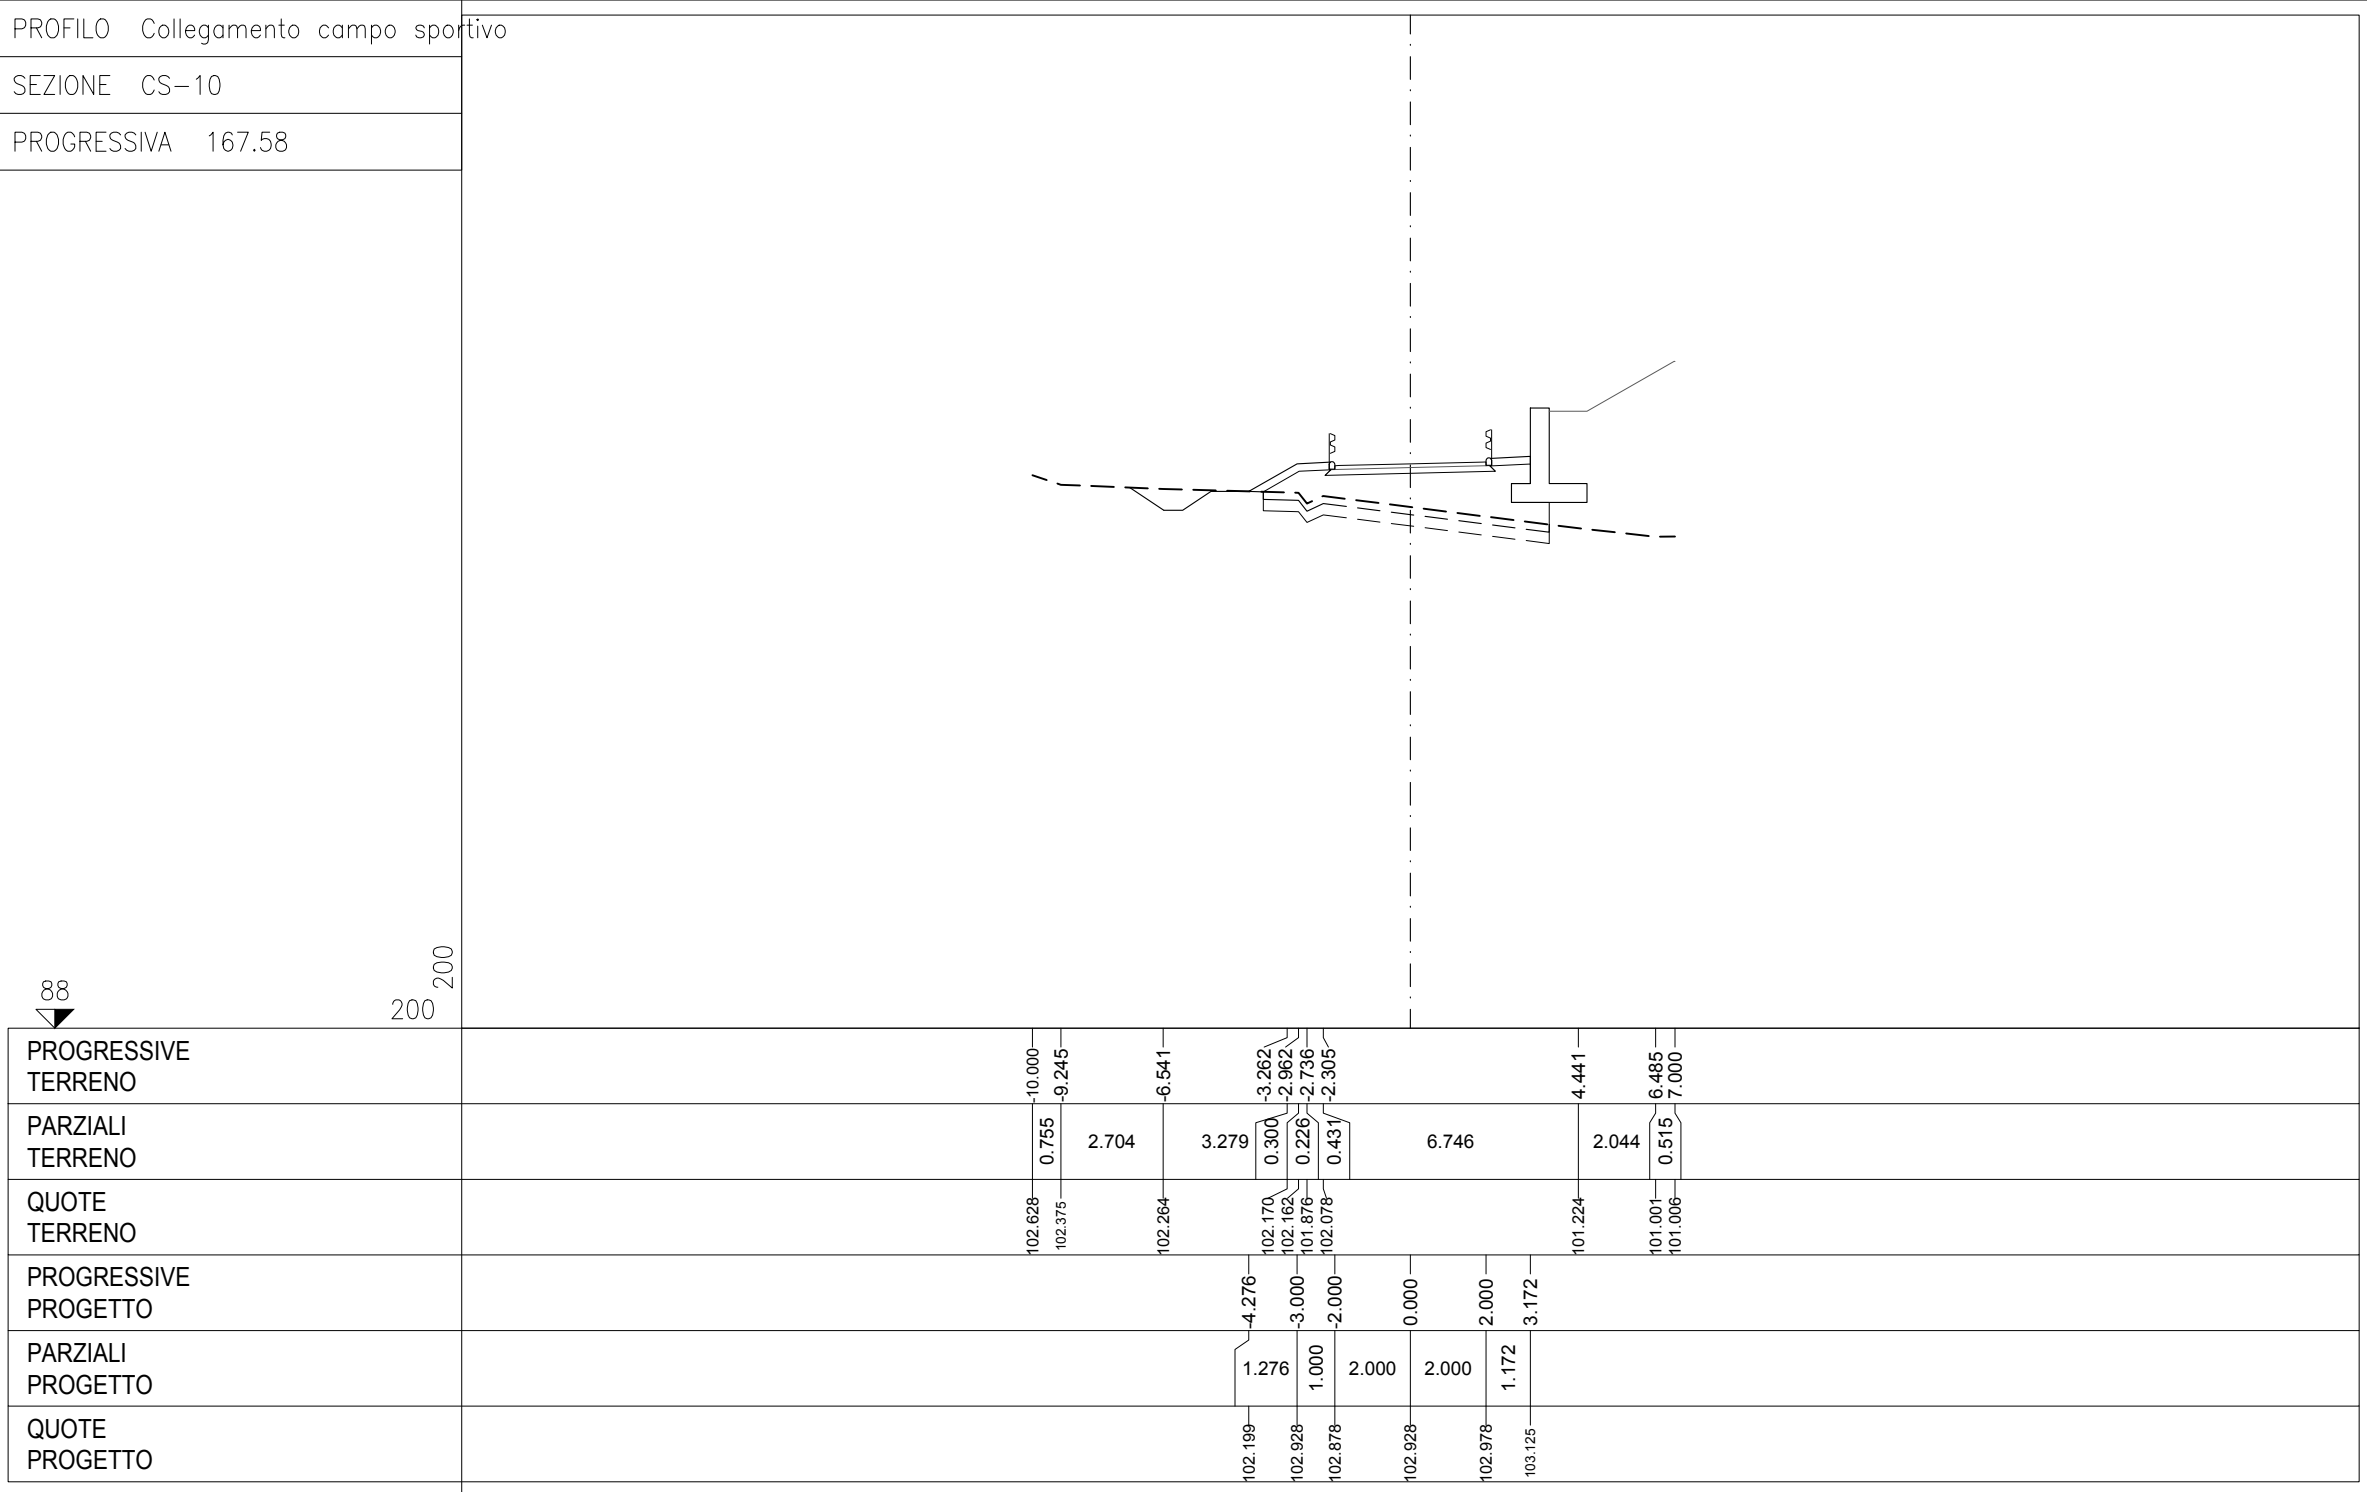 PROFILO Collegamento campo sportivo
SEZIONE CS-10
PROGRESSIVA 167.58
200
88
200
PROGRESSIVE
TERRENO
-10.000 -9.245 -6.541 -3.262 -2.962 -2.736 -2.305 4.441 6.485 7.000
PARZIALI
TERRENO
0.755 2.704 3.279 0.300 0.226 0.431 6.746 2.044 0.515
QUOTE
TERRENO
102.628 102.375 102.264 102.170 102.162 101.876 102.078 101.224 101.001 101.006
PROGRESSIVE
PROGETTO
-4.276 -3.000 -2.000 0.000 2.000 3.172
PARZIALI
PROGETTO
1.276 1.000 2.000 2.000 1.172
QUOTE
PROGETTO
102.199 102.928 102.878 102.928 102.978 103.125